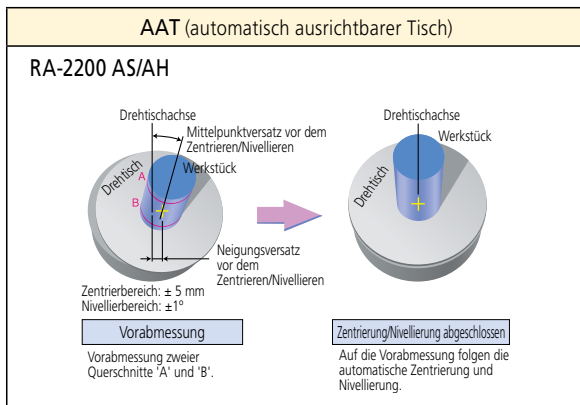 AAT (automatisch ausrichtbarer Tisch)
RA-2200 AS/AH
Drehtischachse
Mittelpunktversatz vor dem
Zentrieren/Nivellieren
Werkstück
Drehtisch
A
B
Neigungsversatz
vor dem
Zentrieren/Nivellieren
Zentrierbereich: ± 5 mm
Nivellierbereich: ±1°
Vorabmessung
Vorabmessung zweier
Querschnitte 'A' und 'B'.
Drehtischachse
Werkstück
Drehtisch
Zentrierung/Nivellierung abgeschlossen
Auf die Vorabmessung folgen die
automatische Zentrierung und
Nivellierung.